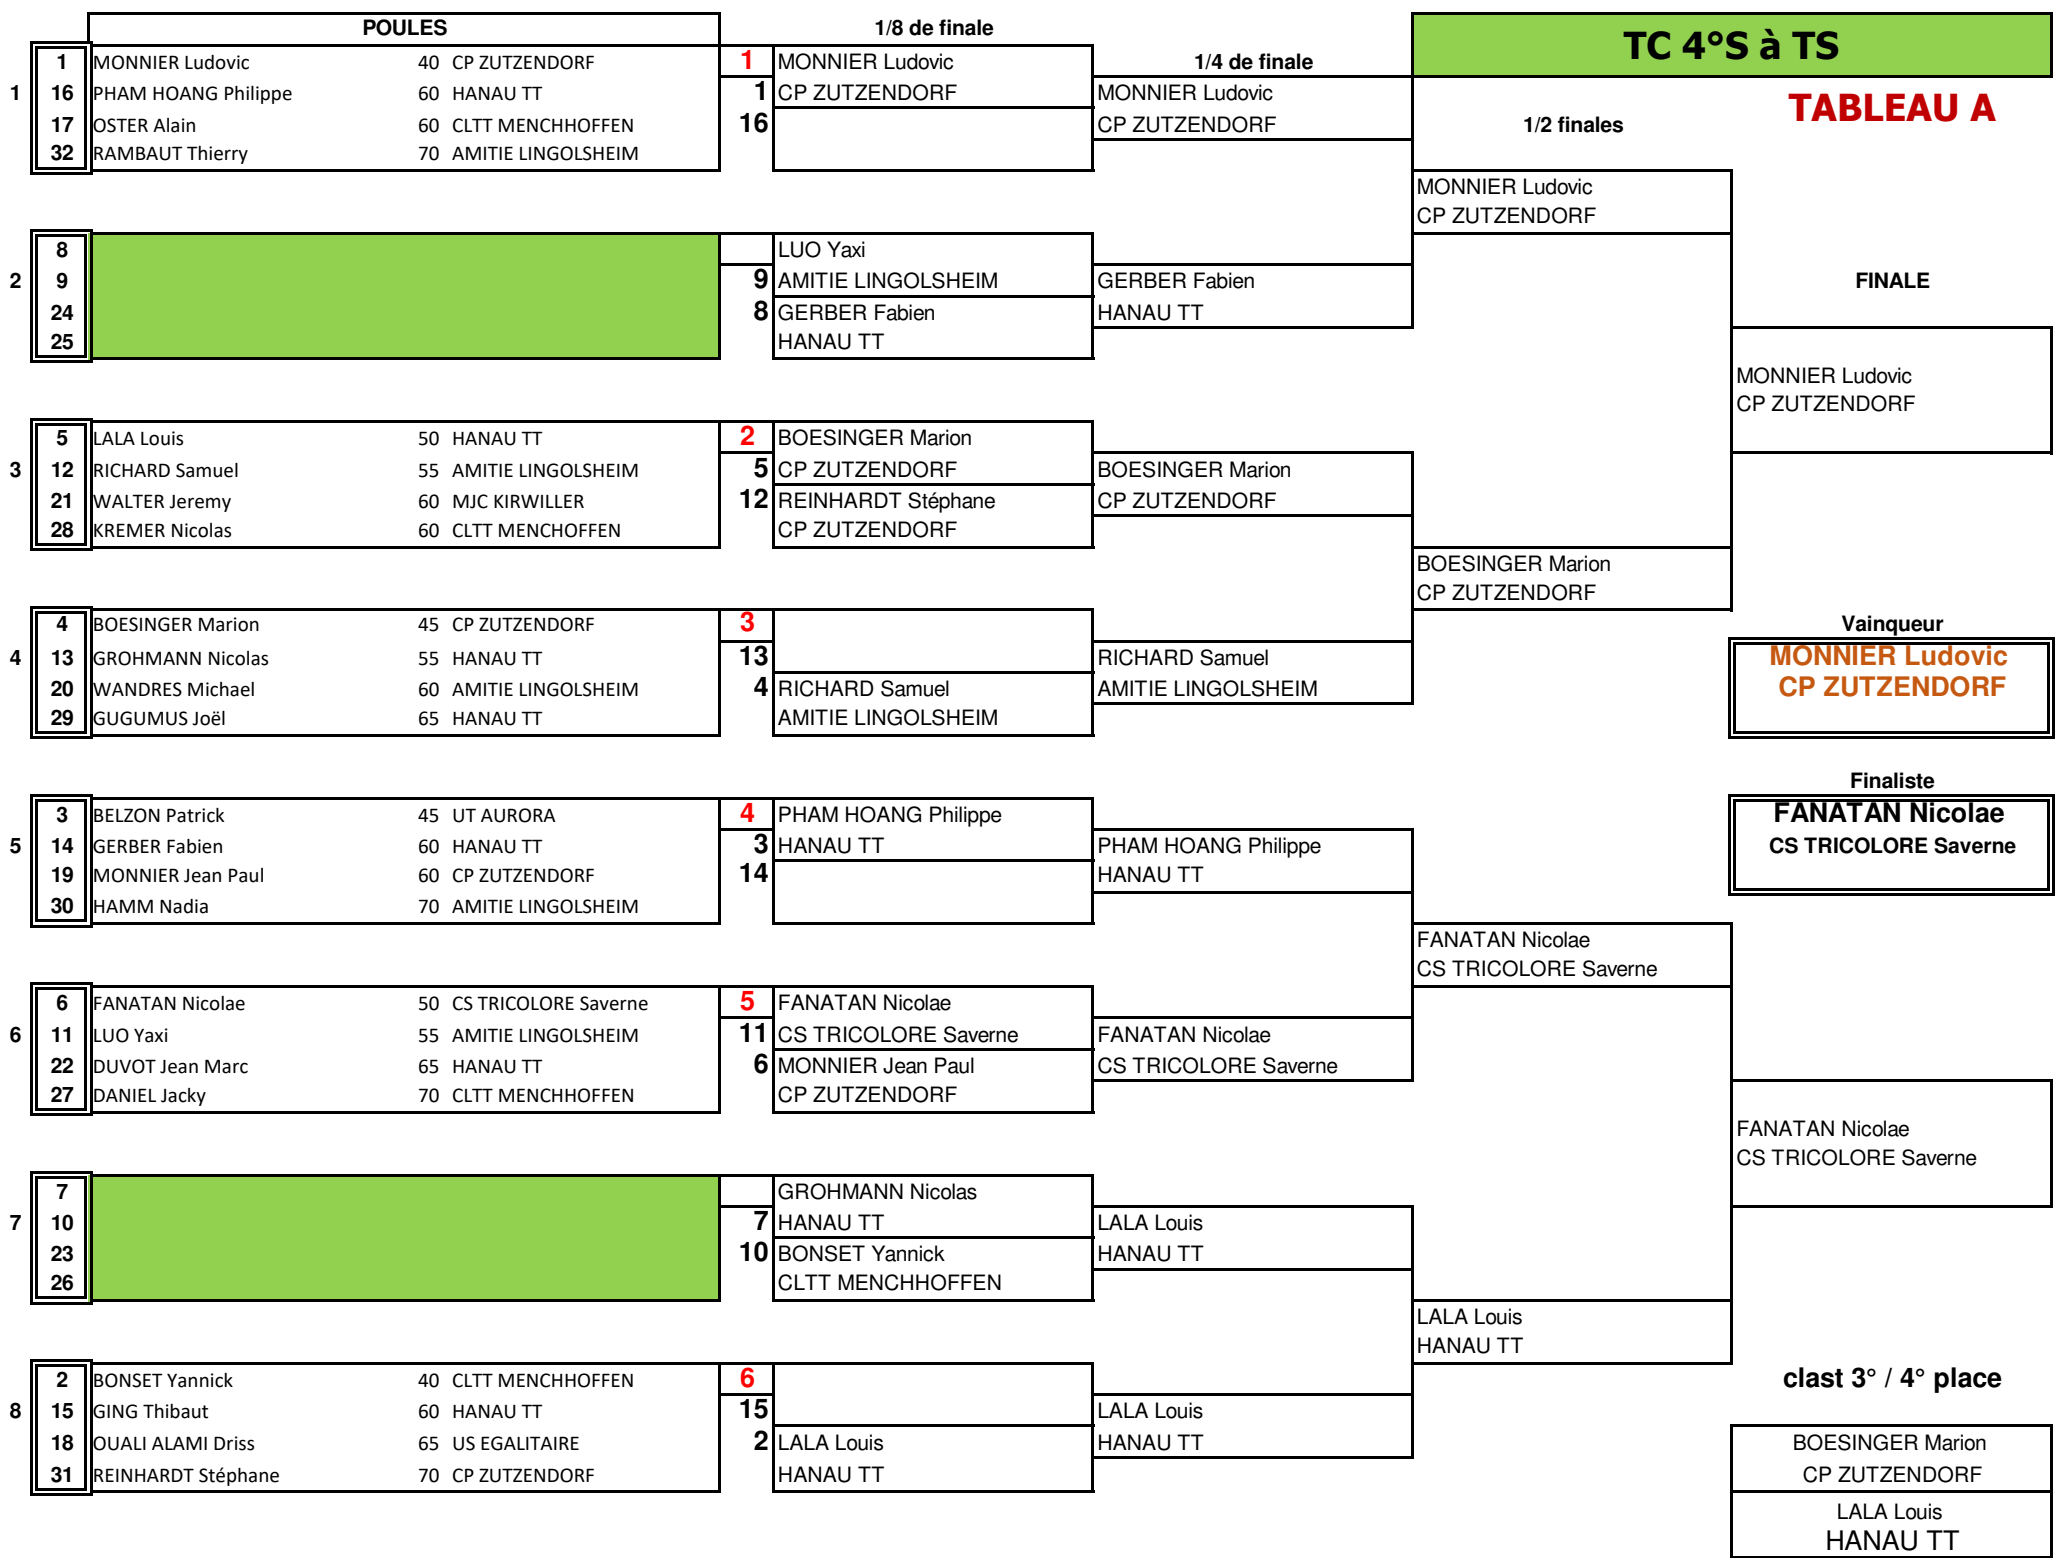 POULES 1/8 de finale TC 4°S à TS
1 MONNIER Ludovic 40 CP ZUTZENDORF 1 MONNIER Ludovic 1/4 de finale
1 16 PHAM HOANG Philippe 60 HANAU TT 1 CP ZUTZENDORF MONNIER Ludovic TABLEAU A
17 OSTER Alain 60 CLTT MENCHHOFFEN 16 CP ZUTZENDORF 1/2 finales
32 RAMBAUT Thierry 70 AMITIE LINGOLSHEIM
MONNIER Ludovic
CP ZUTZENDORF
8 LUO Yaxi
2 9 9 AMITIE LINGOLSHEIM GERBER Fabien FINALE
24 8 GERBER Fabien HANAU TT
25 HANAU TT
MONNIER Ludovic
CP ZUTZENDORF
5 LALA Louis 50 HANAU TT 2 BOESINGER Marion
3 12 RICHARD Samuel 55 AMITIE LINGOLSHEIM 5 CP ZUTZENDORF BOESINGER Marion
21 WALTER Jeremy 60 MJC KIRWILLER 12 REINHARDT Stéphane CP ZUTZENDORF
28 KREMER Nicolas 60 CLTT MENCHOFFEN CP ZUTZENDORF
BOESINGER Marion
CP ZUTZENDORF
4 BOESINGER Marion 45 CP ZUTZENDORF 3 Vainqueur
4 13 GROHMANN Nicolas 55 HANAU TT 13 RICHARD Samuel MONNIER Ludovic
20 WANDRES Michael 60 AMITIE LINGOLSHEIM 4 RICHARD Samuel AMITIE LINGOLSHEIM CP ZUTZENDORF
29 GUGUMUS Joël 65 HANAU TT AMITIE LINGOLSHEIM
Finaliste
3 BELZON Patrick 45 UT AURORA 4 PHAM HOANG Philippe FANATAN Nicolae
5 14 GERBER Fabien 60 HANAU TT 3 HANAU TT PHAM HOANG Philippe CS TRICOLORE Saverne
19 MONNIER Jean Paul 60 CP ZUTZENDORF 14 HANAU TT
30 HAMM Nadia 70 AMITIE LINGOLSHEIM
FANATAN Nicolae
CS TRICOLORE Saverne
6 FANATAN Nicolae 50 CS TRICOLORE Saverne 5 FANATAN Nicolae
6 11 LUO Yaxi 55 AMITIE LINGOLSHEIM 11 CS TRICOLORE Saverne FANATAN Nicolae
22 DUVOT Jean Marc 65 HANAU TT 6 MONNIER Jean Paul CS TRICOLORE Saverne
27 DANIEL Jacky 70 CLTT MENCHHOFFEN CP ZUTZENDORF
FANATAN Nicolae
CS TRICOLORE Saverne
7 GROHMANN Nicolas
7 10 7 HANAU TT LALA Louis
23 10 BONSET Yannick HANAU TT
26 CLTT MENCHHOFFEN
LALA Louis
HANAU TT
2 BONSET Yannick 40 CLTT MENCHHOFFEN 6 clast 3° / 4° place
8 15 GING Thibaut 60 HANAU TT 15 LALA Louis
18 OUALI ALAMI Driss 65 US EGALITAIRE 2 LALA Louis HANAU TT BOESINGER Marion
31 REINHARDT Stéphane 70 CP ZUTZENDORF HANAU TT CP ZUTZENDORF
LALA Louis
HANAU TT